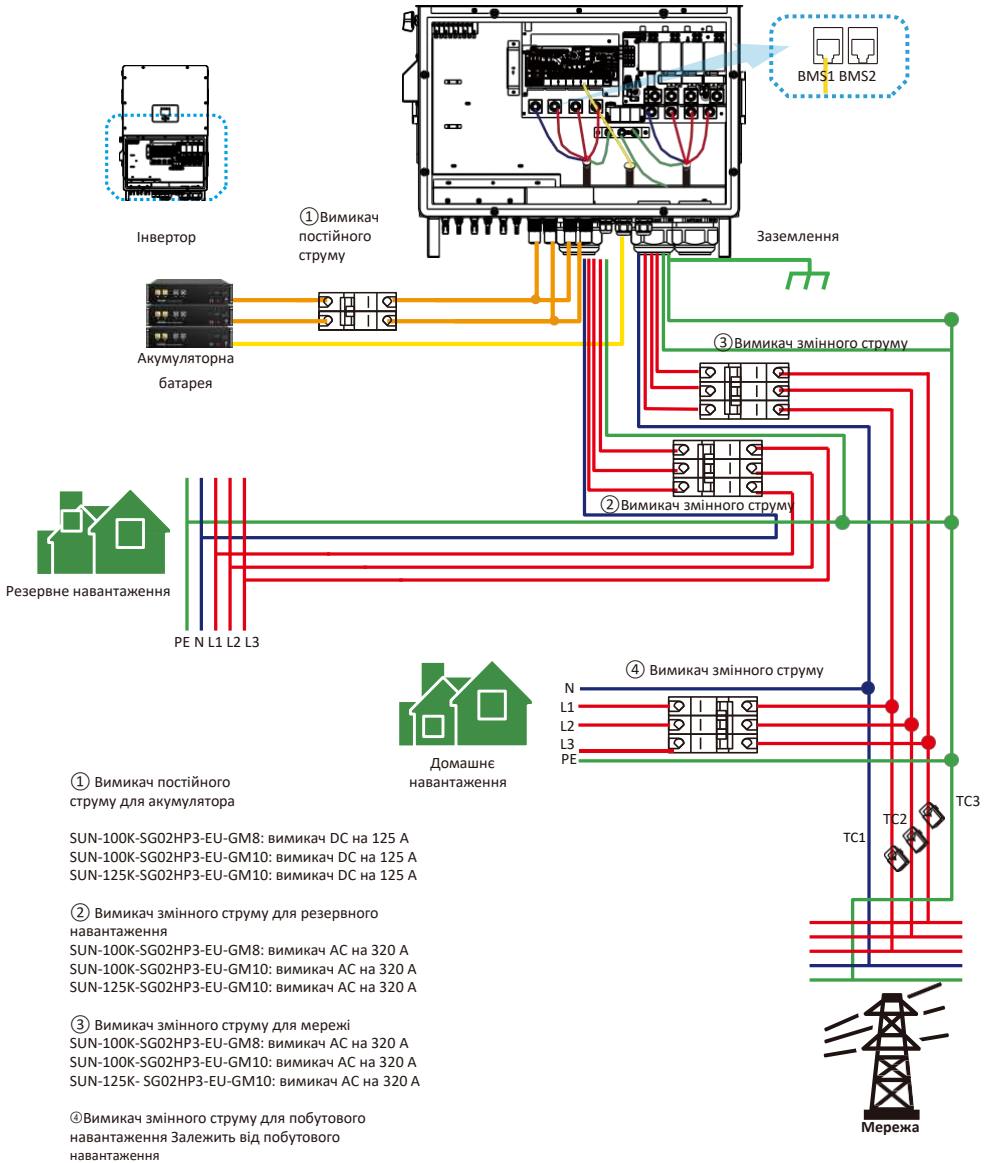 BMS1 BMS2
Інвертор
①Вимикач
постійного
струму
Заземлення
Акумуляторна
батарея
③Вимикач змінного струму
②Вимикач змінного струму
Резервне навантаження
PE N L1 L2 L3
④ Вимикач змінного струму
N
L1
L2
L3
PE
Домашнє
навантаження
① Вимикач постійного
струму для акумулятора
SUN-100K-SG02HP3-EU-GM8: вимикач DC на 125 А
SUN-100K-SG02HP3-EU-GM10: вимикач DC на 125 А
SUN-125K-SG02HP3-EU-GM10: вимикач DC на 125 А
② Вимикач змінного струму для резервного
навантаження
SUN-100K-SG02HP3-EU-GM8: вимикач AC на 320 А
SUN-100K-SG02HP3-EU-GM10: вимикач AC на 320 А
SUN-125K-SG02HP3-EU-GM10: вимикач AC на 320 А
③ Вимикач змінного струму для мережі
SUN-100K-SG02HP3-EU-GM8: вимикач AC на 320 А
SUN-100K-SG02HP3-EU-GM10: вимикач AC на 320 А
SUN-125K- SG02HP3-EU-GM10: вимикач AC на 320 А
④Вимикач змінного струму для побутового
навантаження Залежить від побутового
навантаження
TC3
TC2
TC1
Мережа